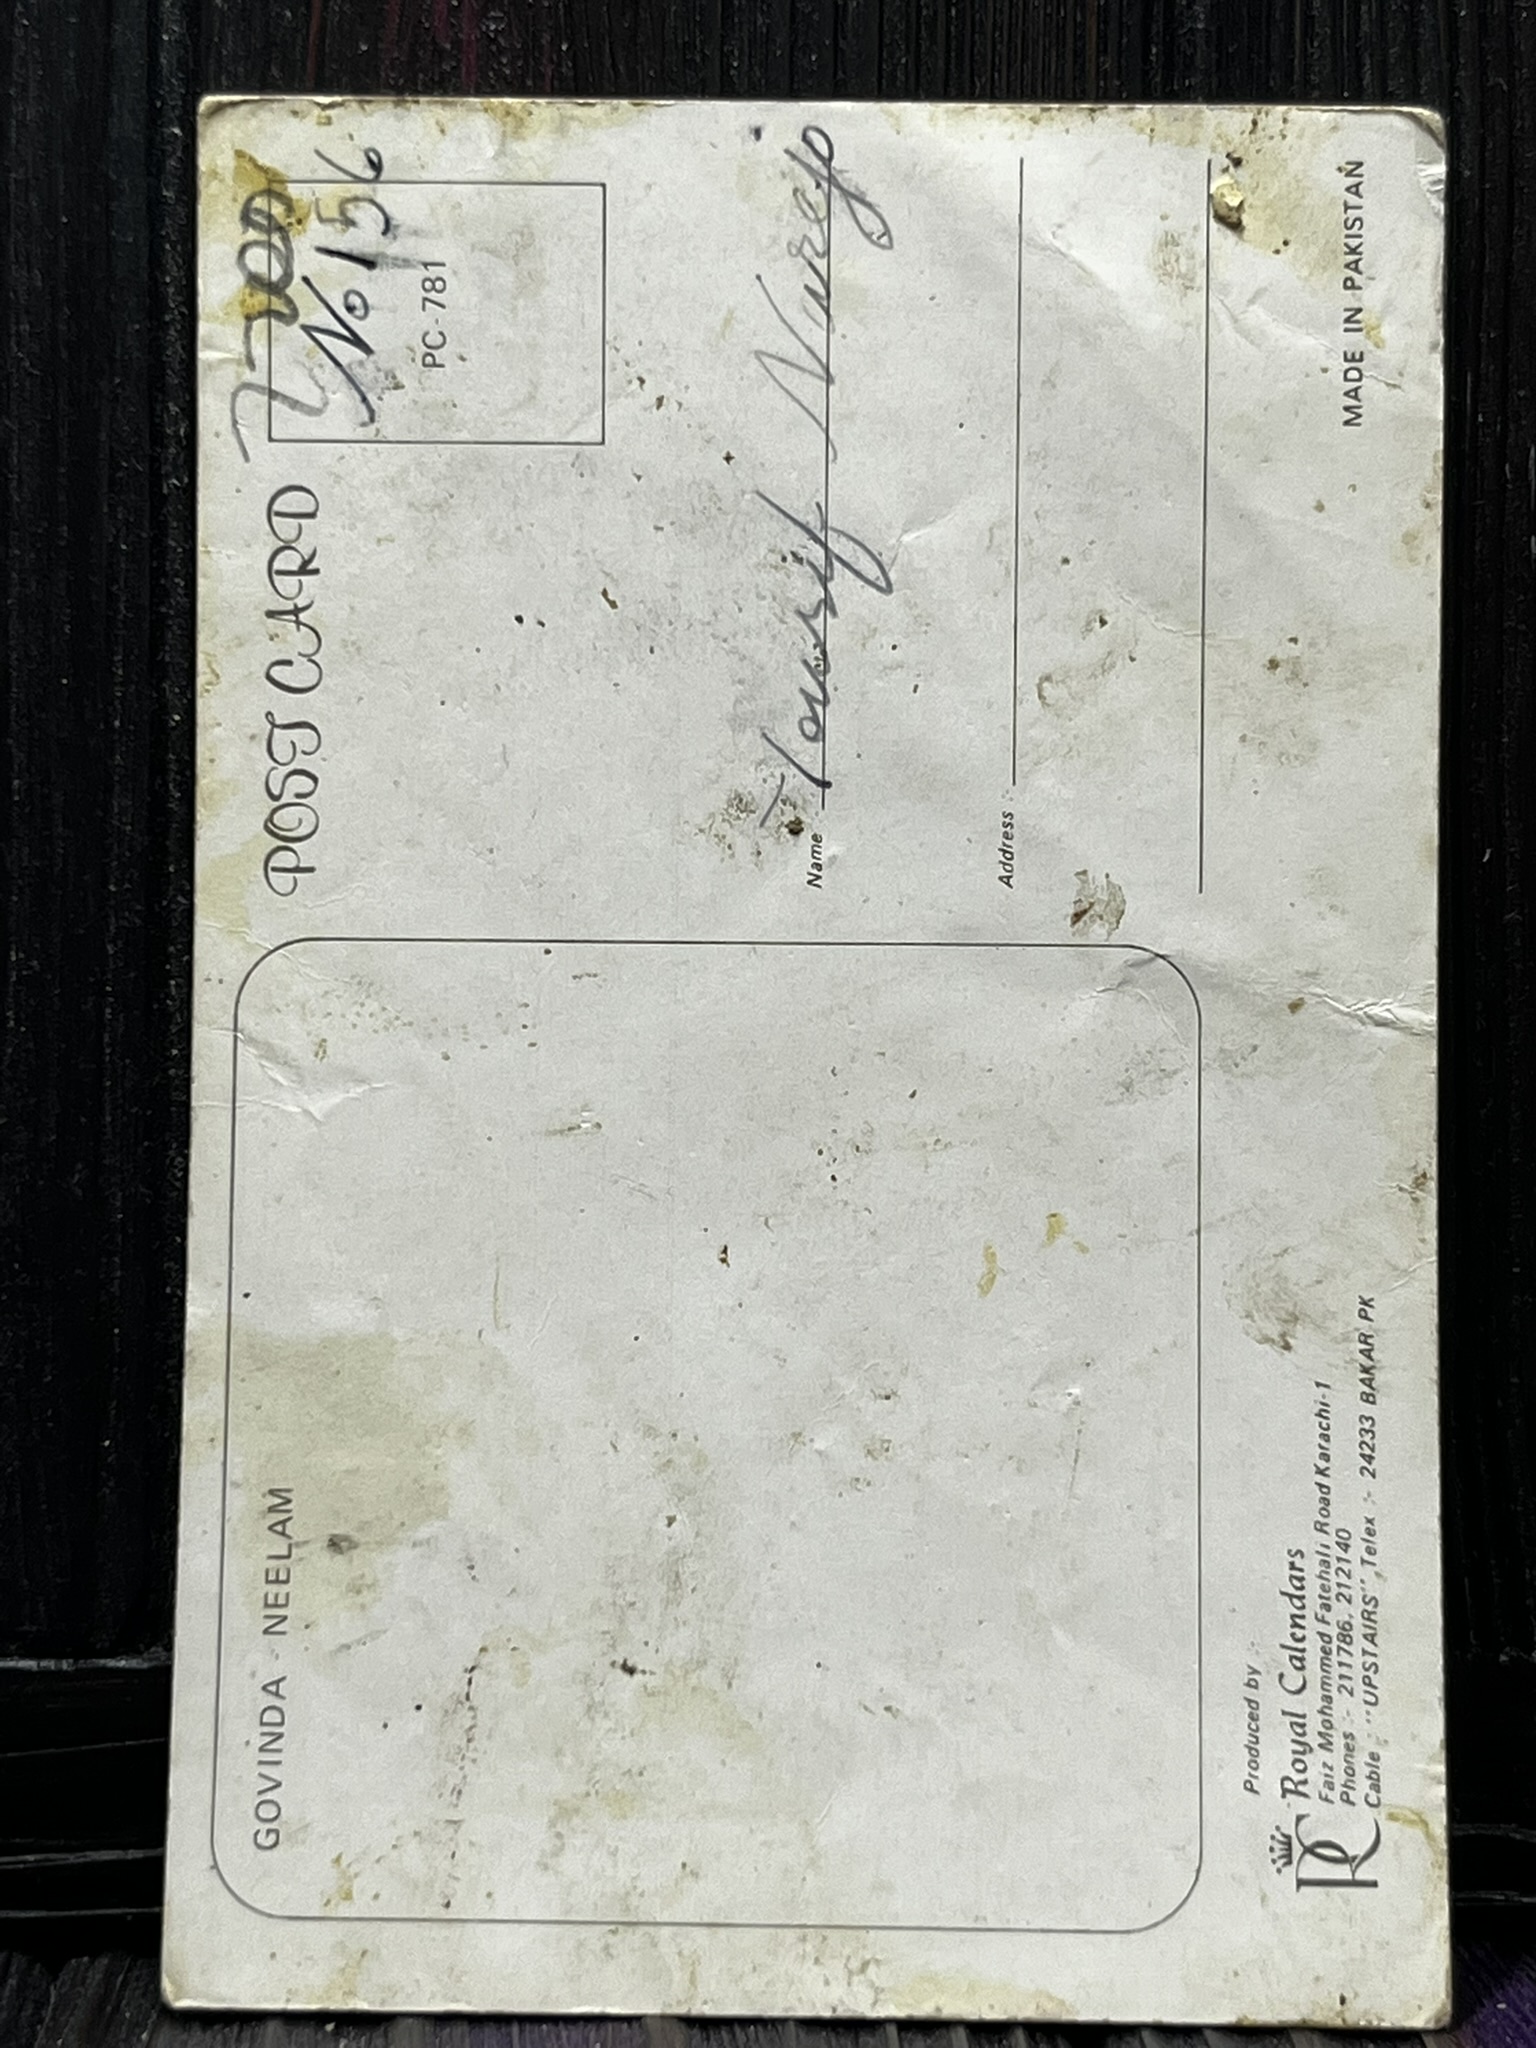 GOVINDA - NEELAM
POST CARD
No 156
PC-781
Name
Address :-
Produced by :-
RC Royal Calendars
Faiz Mohammed Fatehali Road Karachi-1
Phones :- 211786, 212140
Cable :- "UPSTAIRS", Telex :- 24233 BAKAR PK
MADE IN PAKISTAN